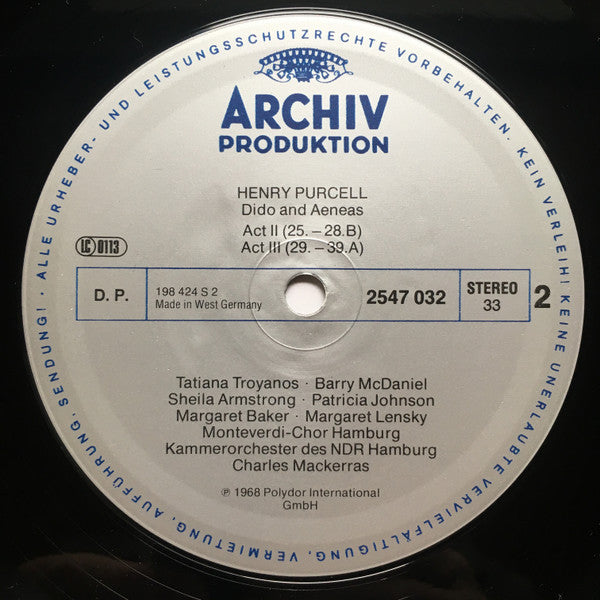 · ALLE URHEBER- UND LEISTUNGSSCHUTZRECHTE VORBEHALTEN. KEIN VERLEIH! KEINE UNERLAUBTE VERVIELFÄLTIGUNG, VERMIETUNG, AUFFÜHRUNG, SENDUNG!
ARCHIV
PRODUKTION
HENRY PURCELL
Dido and Aeneas
Act II (25. – 28.B)
Act III (29. – 39.A)
LC 0113
D. P.
198 424 S 2
Made in West Germany
2547 032
STEREO
33
2
Tatiana Troyanos · Barry McDaniel
Sheila Armstrong · Patricia Johnson
Margaret Baker · Margaret Lensky
Monteverdi-Chor Hamburg
Kammerorchester des NDR Hamburg
Charles Mackerras
℗ 1968 Polydor International
GmbH